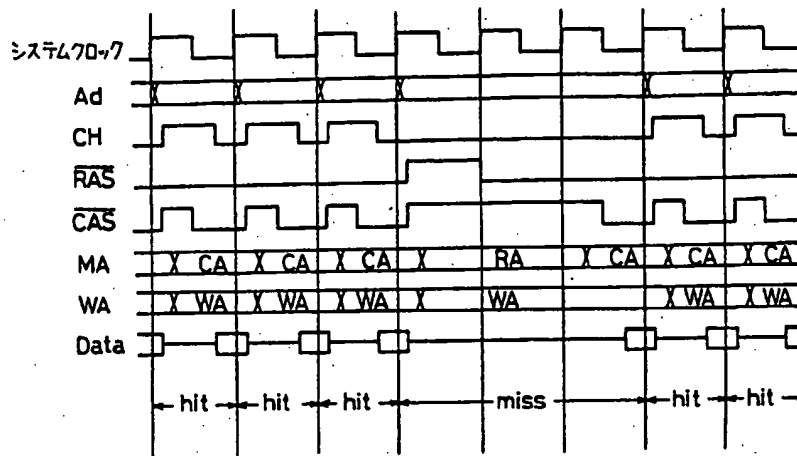 システムクロック
Ad
CH
RAS
CAS
MA CA CA CA RA CA CA CA
WA WA WA WA WA WA WA
Data
hit hit hit miss hit hit